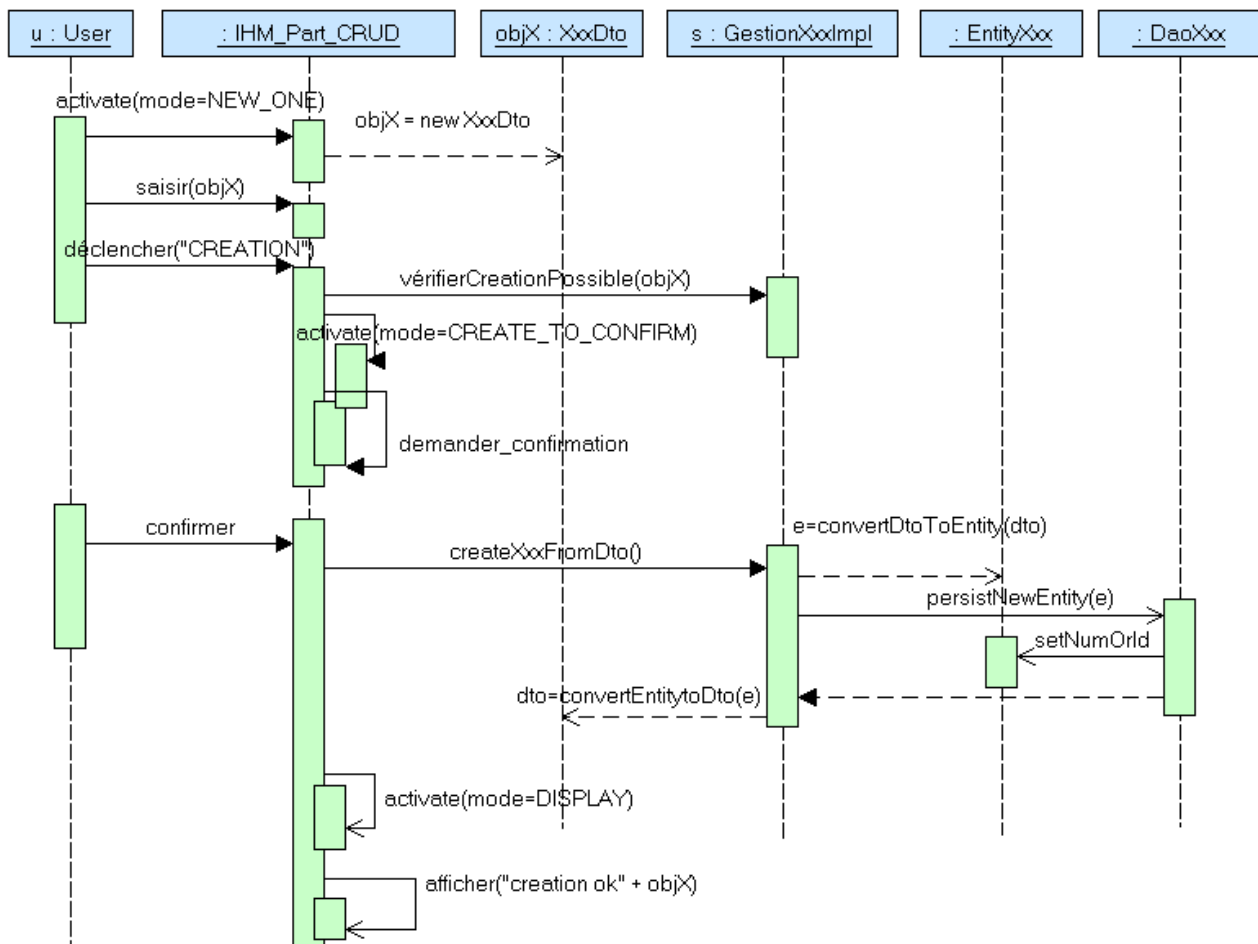 u : User
: IHM_Part_CRUD
objX : XxxDto
s : GestionXxxImpl
: EntityXxx
: DaoXxx
activate(mode=NEW_ONE)
objX = new XxxDto
saisir(objX)
déclencher("CREATION")
vérifierCreationPossible(objX)
activate(mode=CREATE_TO_CONFIRM)
demander_confirmation
confirmer
e=convertDtoToEntity(dto)
createXxxFromDto()
persistNewEntity(e)
setNumOrId
dto=convertEntitytoDto(e)
activate(mode=DISPLAY)
afficher("creation ok" + objX)